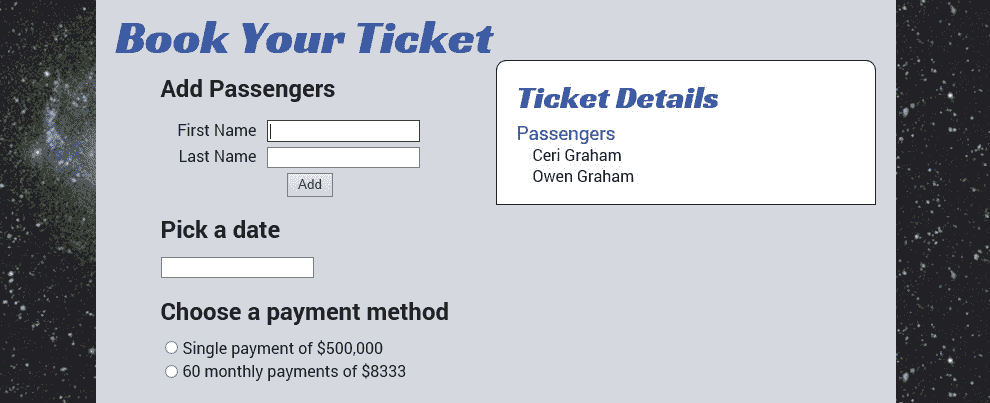 Book Your Ticket
Add Passengers
First Name
Last Name
Add
Pick a date
Choose a payment method
Single payment of $500,000
60 monthly payments of $8333
Ticket Details
Passengers
Ceri Graham
Owen Graham